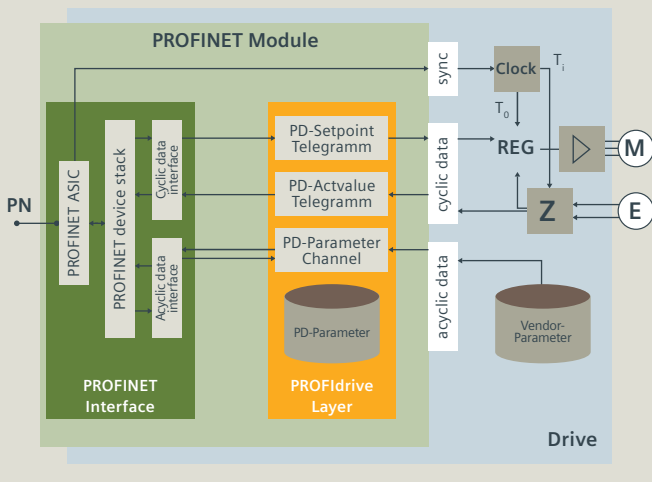 PROFINET Module
sync
Clock
T₁
T₀
PROFINET ASIC
PROFINET device stack
Cyclic data
interface
PD-Setpoint
Telegramm
cyclic data
REG
M
PN
PD-Actvalue
Telegramm
Z
E
Acyclic data
interface
PD-Parameter
Channel
acyclic data
PD-Parameter
Vendor-
Parameter
PROFINET
Interface
PROFIdrive
Layer
Drive